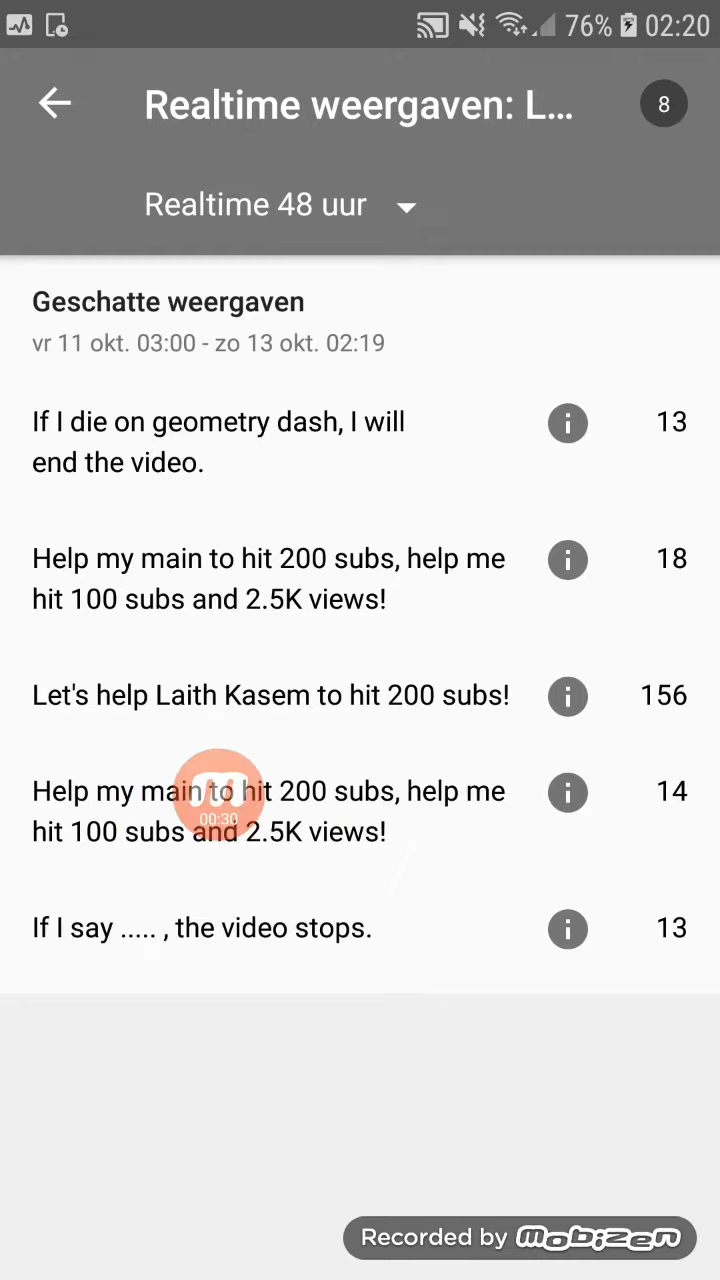 76% 02:20
Realtime weergaven: L... 8
Realtime 48 uur
Geschatte weergaven
vr 11 okt. 03:00 - zo 13 okt. 02:19
If I die on geometry dash, I will
end the video.
i 13
Help my main to hit 200 subs, help me
hit 100 subs and 2.5K views!
i 18
Let's help Laith Kasem to hit 200 subs! i 156
Help my main to hit 200 subs, help me
hit 100 subs and 2.5K views!
i 14
m
00:30
If I say ..... , the video stops. i 13
Recorded by mobizen